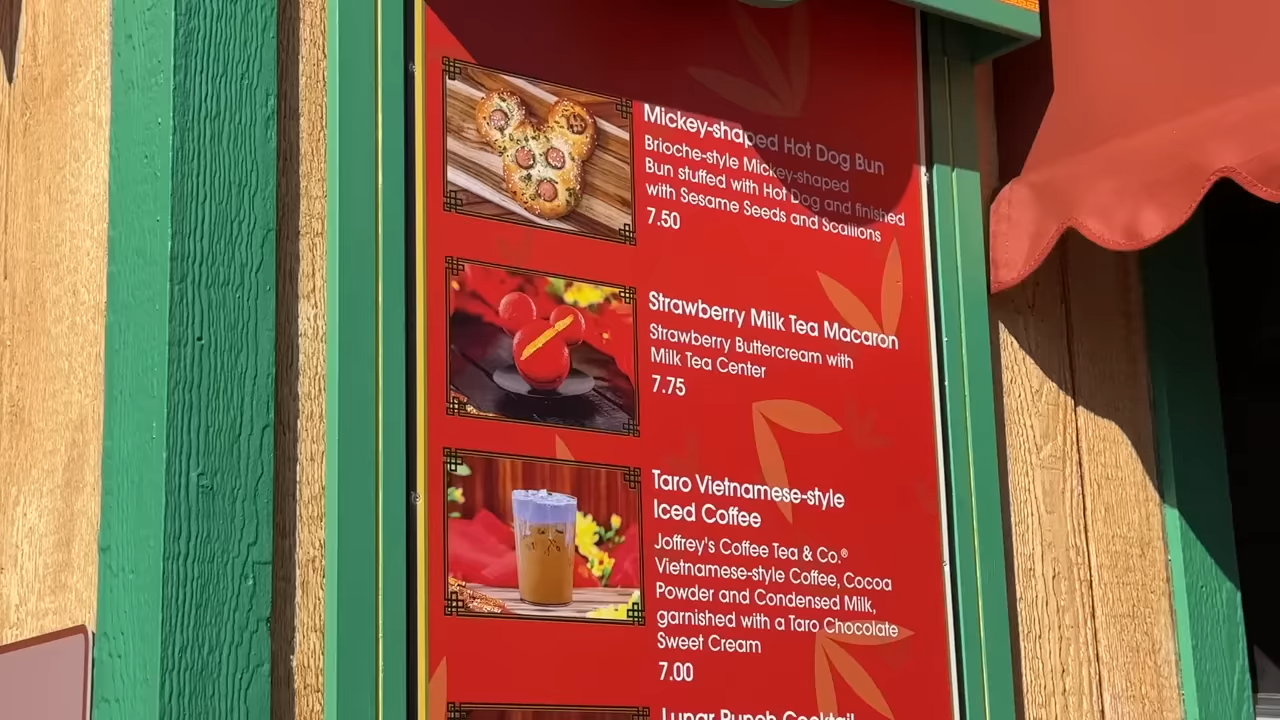 Mickey-shaped Hot Dog Bun
Brioche-style Mickey-shaped
Bun stuffed with Hot Dog and finished
with Sesame Seeds and Scallions
7.50
Strawberry Milk Tea Macaron
Strawberry Buttercream with
Milk Tea Center
7.75
Taro Vietnamese-style
Iced Coffee
Joffrey's Coffee Tea & Co.®
Vietnamese-style Coffee, Cocoa
Powder and Condensed Milk,
garnished with a Taro Chocolate
Sweet Cream
7.00
Lunar Punch Cocktail